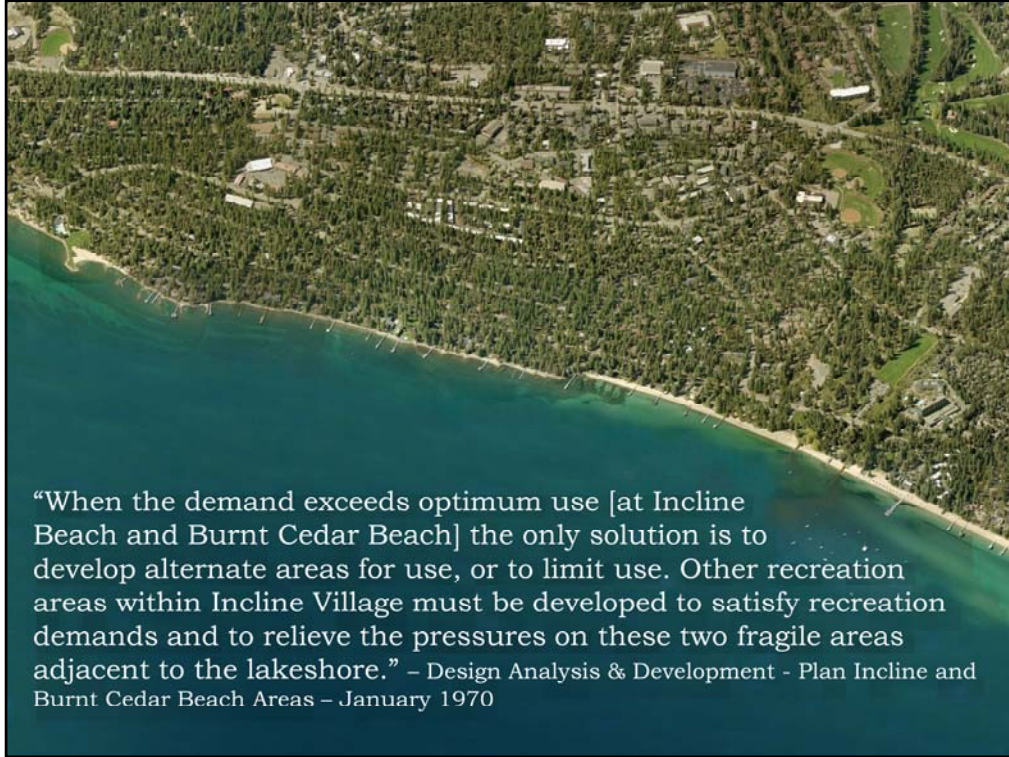 “When the demand exceeds optimum use [at Incline
Beach and Burnt Cedar Beach] the only solution is to
develop alternate areas for use, or to limit use. Other recreation
areas within Incline Village must be developed to satisfy recreation
demands and to relieve the pressures on these two fragile areas
adjacent to the lakeshore.” – Design Analysis & Development - Plan Incline and
Burnt Cedar Beach Areas – January 1970